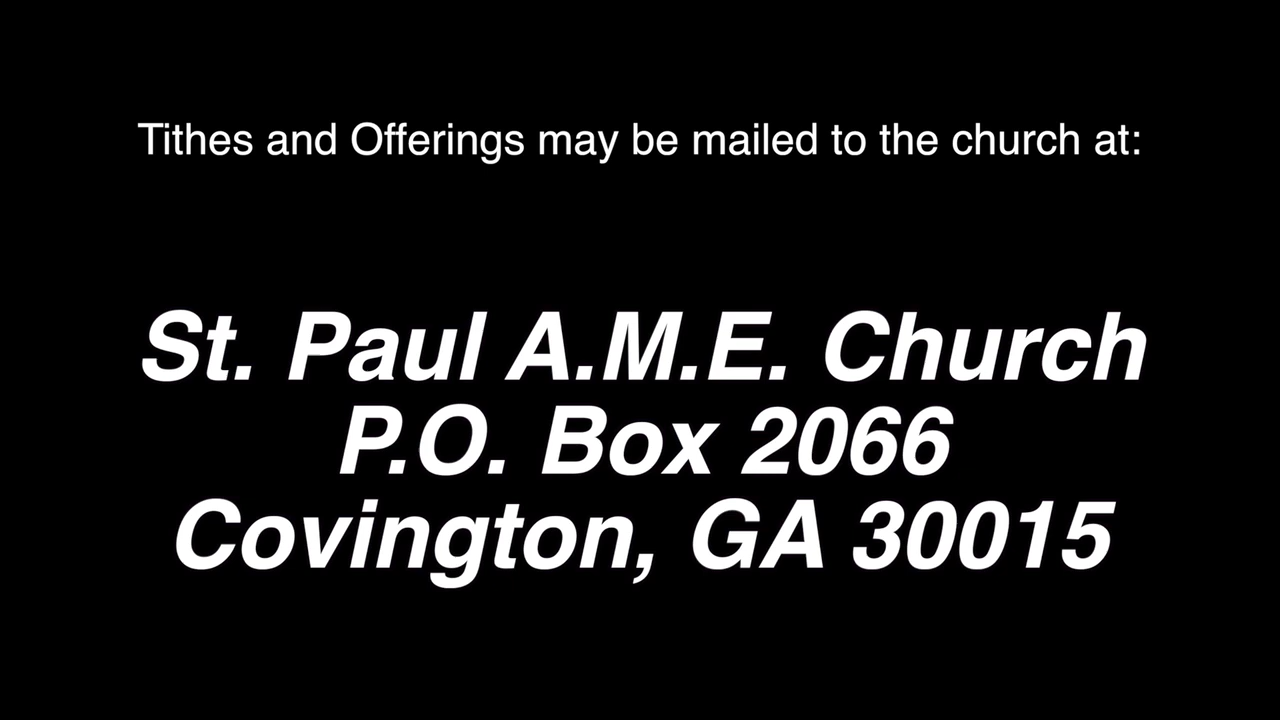 Tithes and Offerings may be mailed to the church at:
St. Paul A.M.E. Church
P.O. Box 2066
Covington, GA 30015